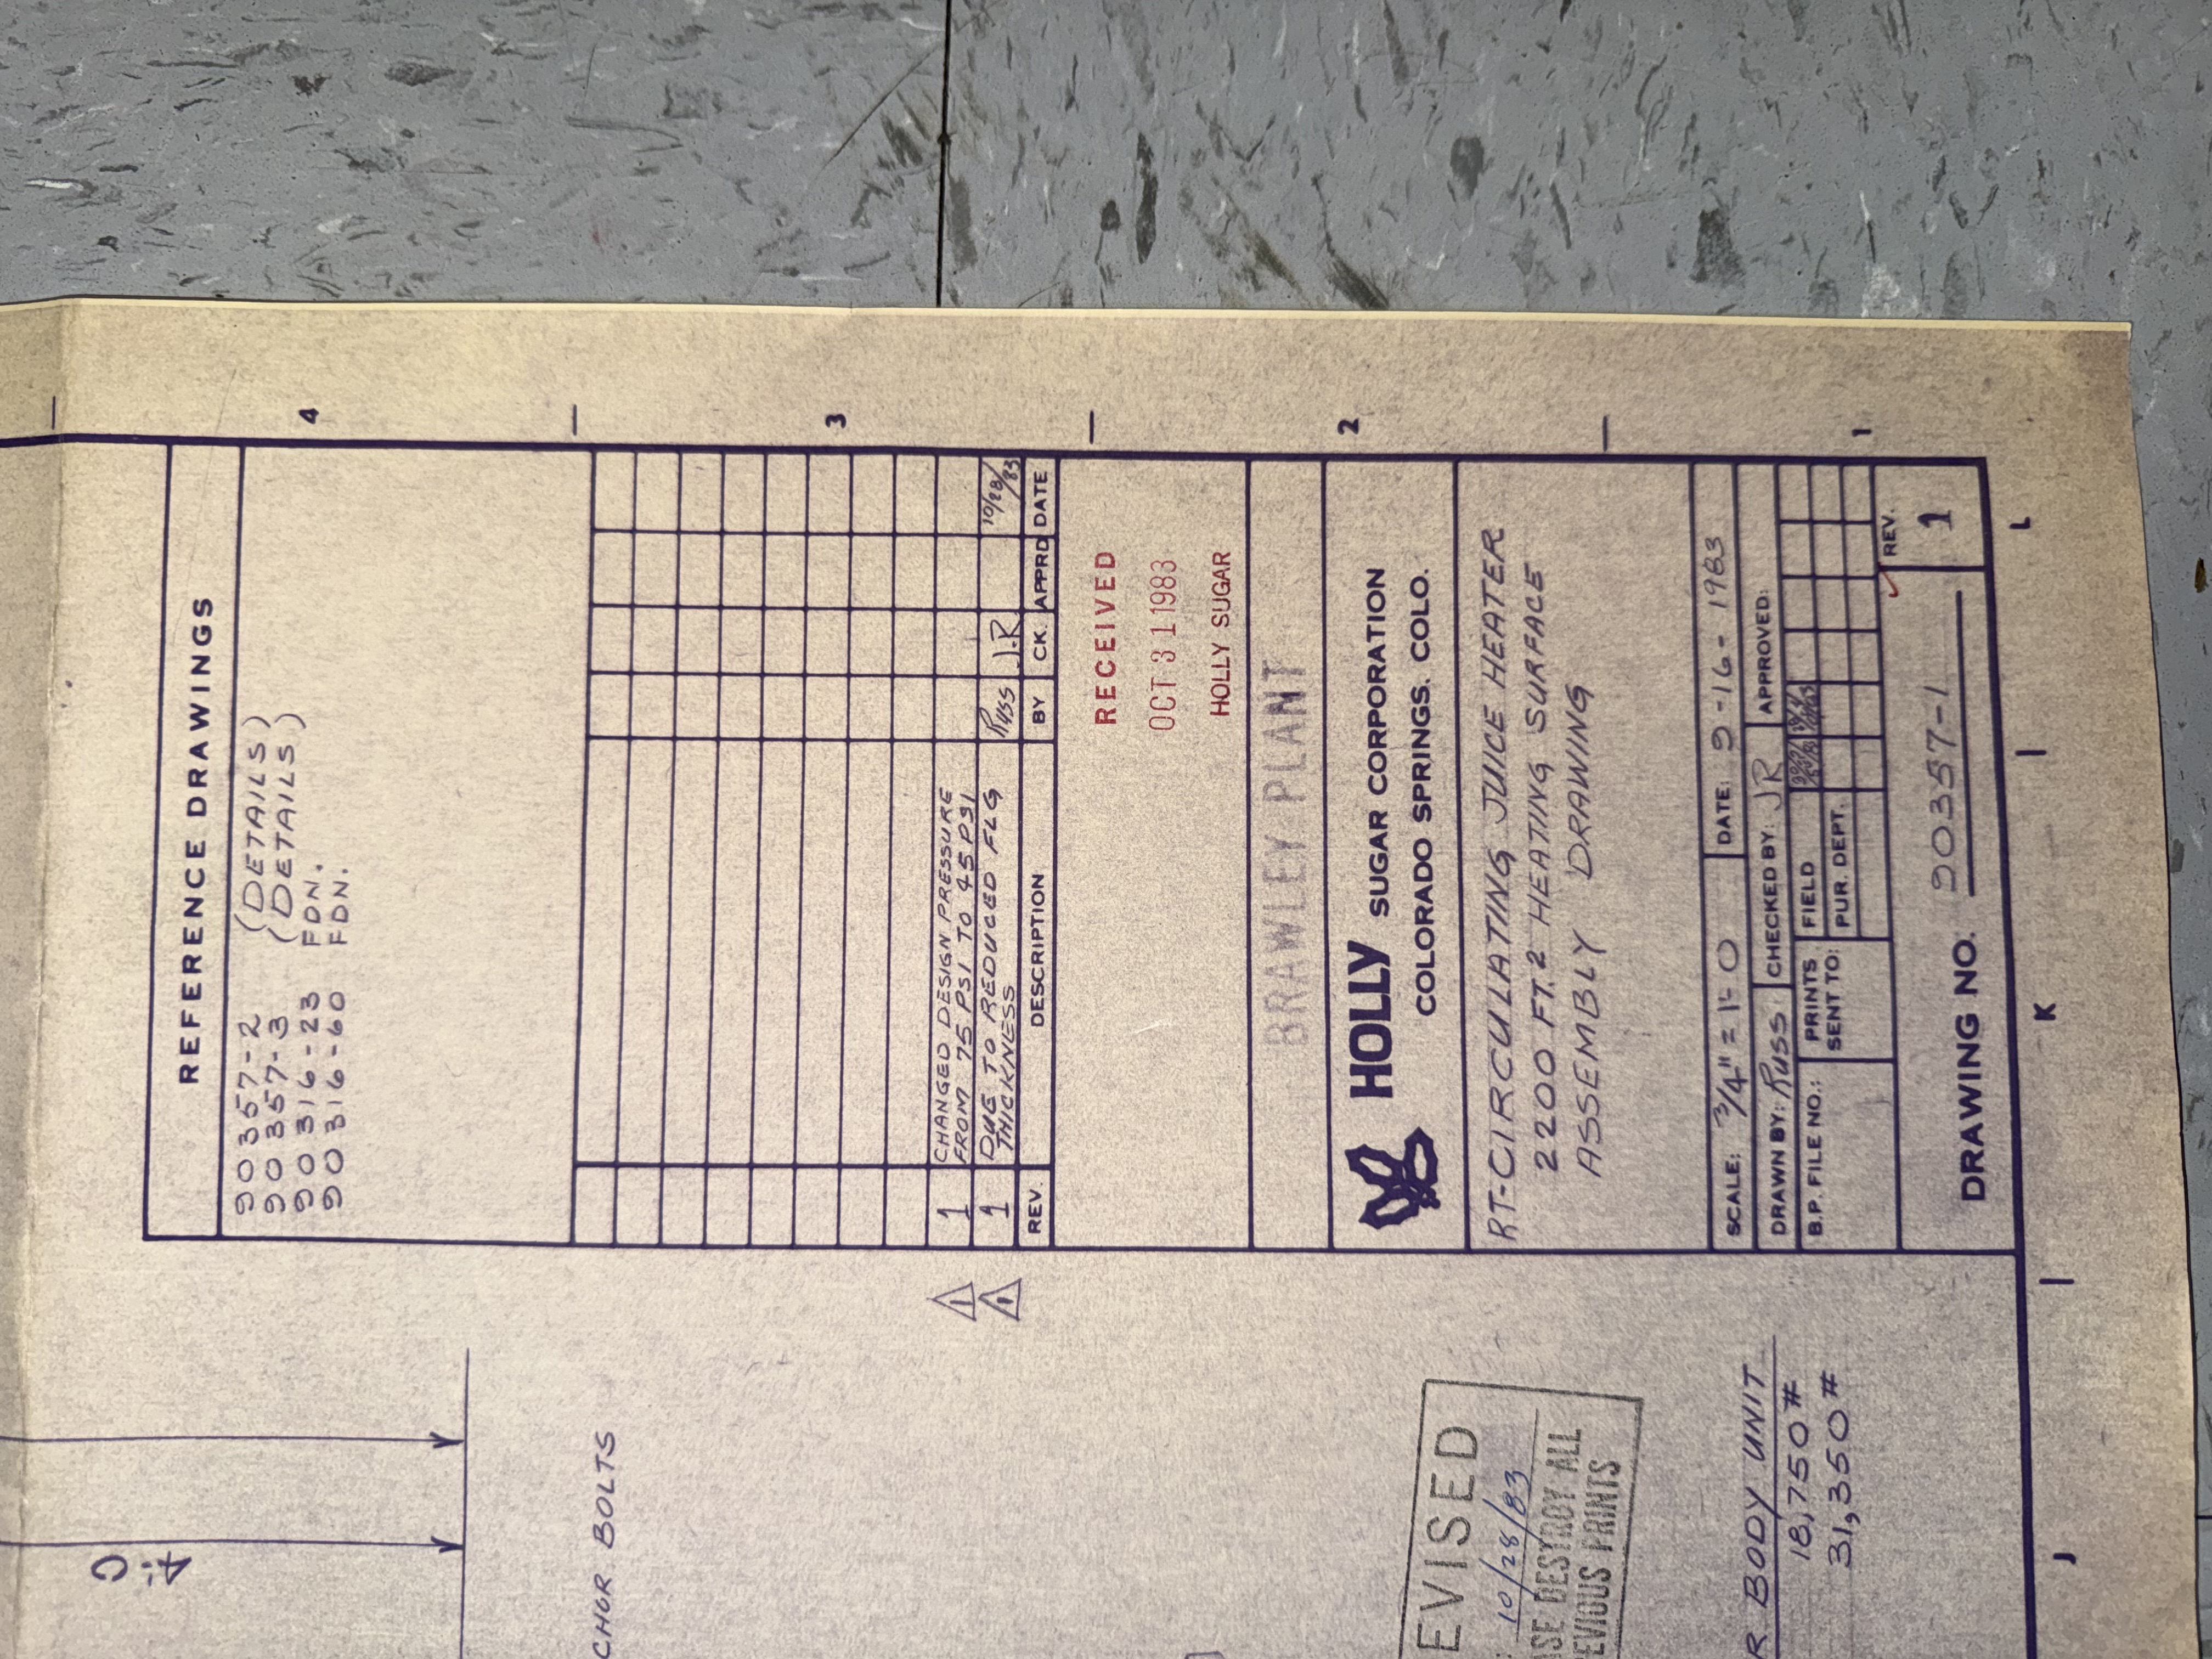 REFERENCE DRAWINGS
90357-2 (DETAILS)
90357-3 (DETAILS)
90316-23 FDN.
90316-60 FDN.
1 CHANGED DESIGN PRESSURE
FROM 75 PSI TO 45 PSI
1 DUE TO REDUCED FLG THICKNESS Russ J.R 10/28/83
REV. DESCRIPTION BY CK. APPRD DATE
RECEIVED
OCT 31 1983
HOLLY SUGAR
BRAWLEY PLANT
HOLLY SUGAR CORPORATION
COLORADO SPRINGS. COLO.
RT-CIRCULATING JUICE HEATER
2200 FT.² HEATING SURFACE
ASSEMBLY DRAWING
SCALE: 3/4" = 1'-0 DATE: 9-16-1983
DRAWN BY: RUSS CHECKED BY: JR APPROVED:
B.P. FILE NO.: PRINTS SENT TO: FIELD
PUR. DEPT.
DRAWING NO. 90357-1 REV. 1
4
3
2
1
L
K
J
1
1
CHOR BOLTS
EVISED
10/28/83
SE DESTROY ALL
EVIOUS PRINTS
R BODY UNIT
18,750#
31,350#